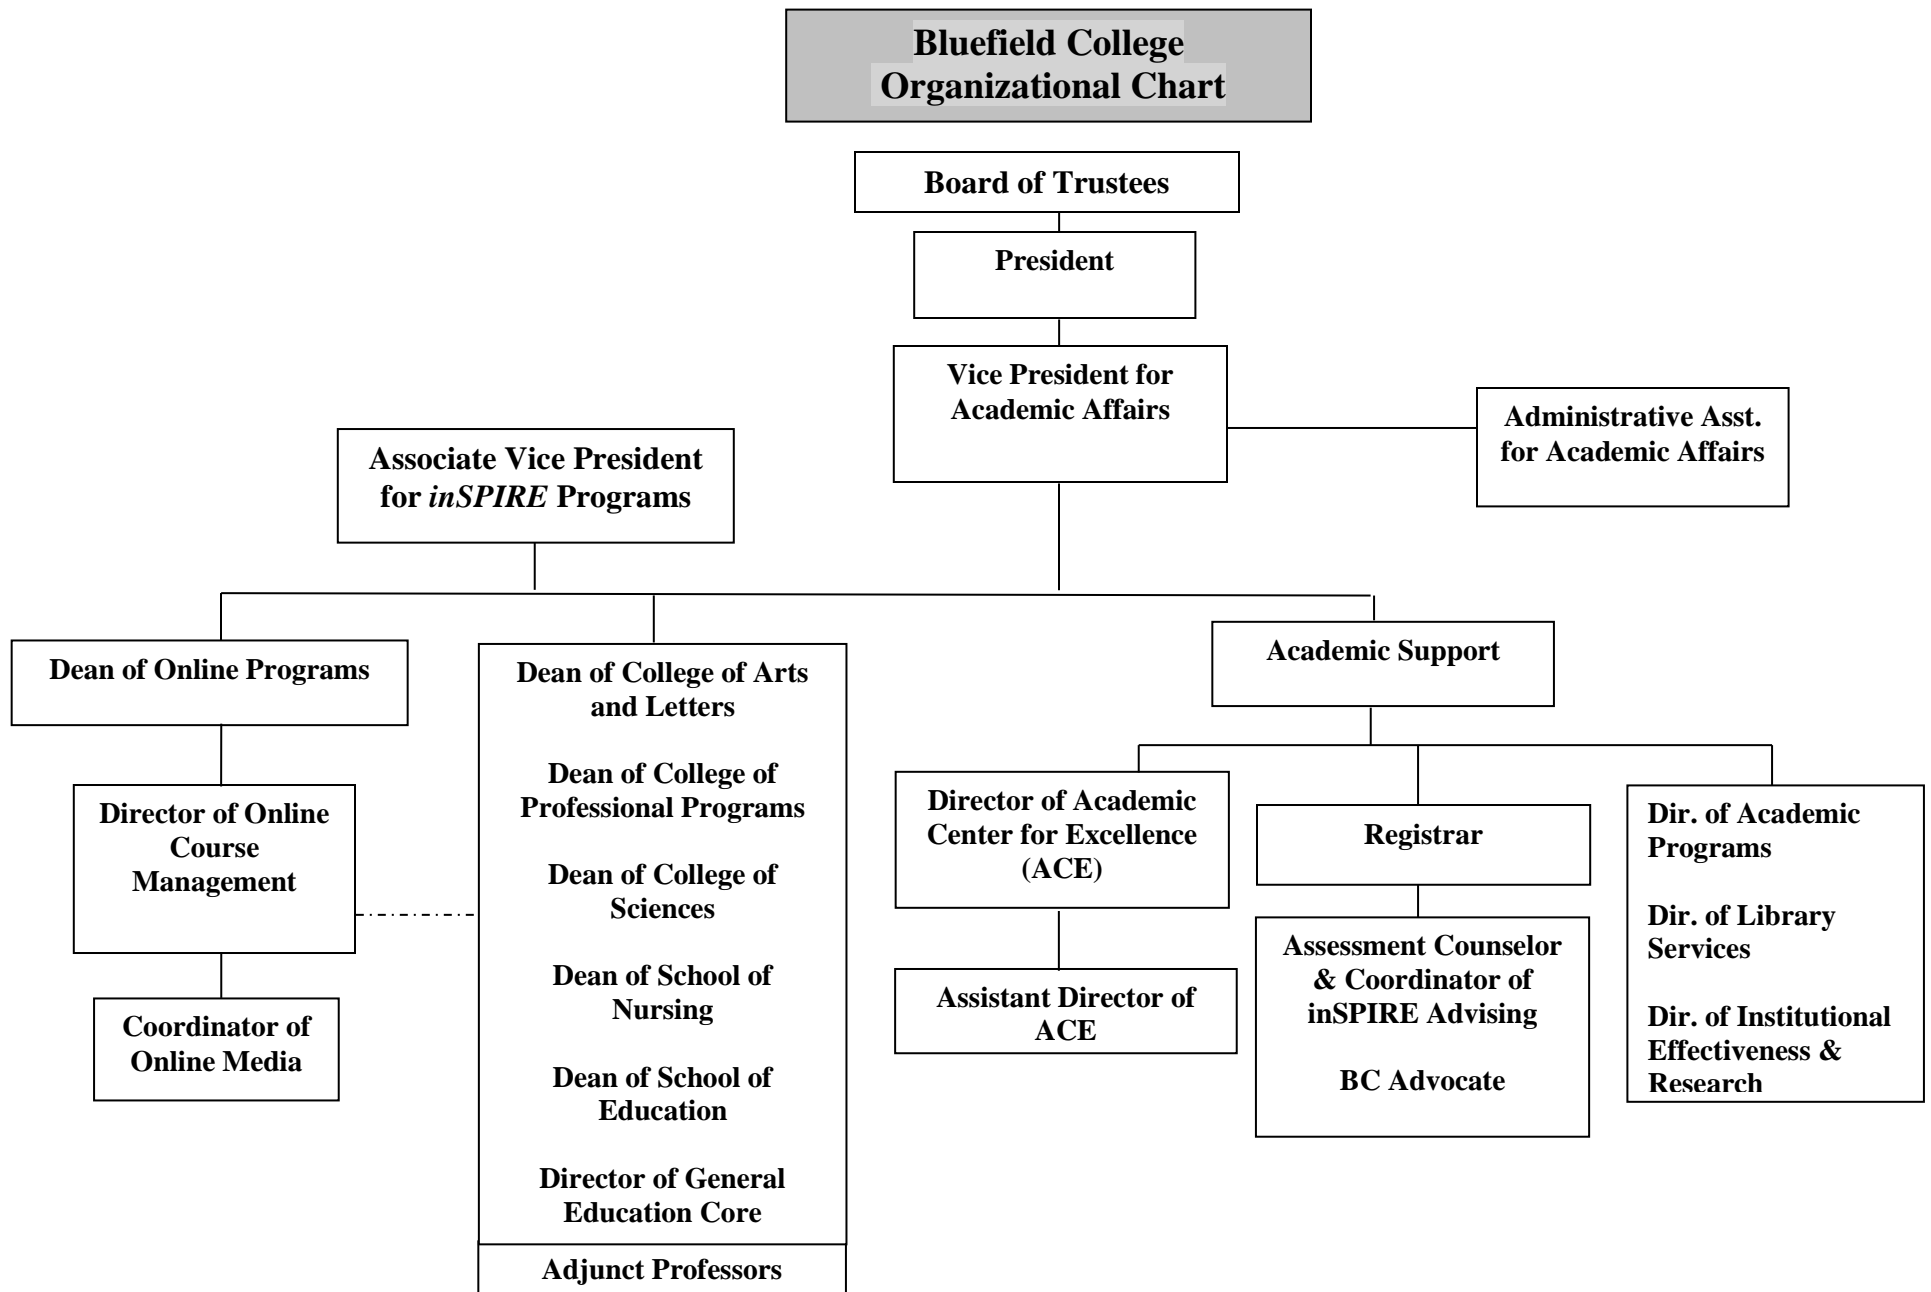 Bluefield College
Organizational Chart
Board of Trustees
President
Vice President for
Academic Affairs
Administrative Asst.
for Academic Affairs
Associate Vice President
for inSPIRE Programs
Dean of Online Programs
Director of Online
Course
Management
Coordinator of
Online Media
Dean of College of Arts
and Letters
Dean of College of
Professional Programs
Dean of College of
Sciences
Dean of School of
Nursing
Dean of School of
Education
Director of General
Education Core
Adjunct Professors
Academic Support
Director of Academic
Center for Excellence
(ACE)
Assistant Director of
ACE
Registrar
Assessment Counselor
& Coordinator of
inSPIRE Advising
BC Advocate
Dir. of Academic
Programs
Dir. of Library
Services
Dir. of Institutional
Effectiveness &
Research